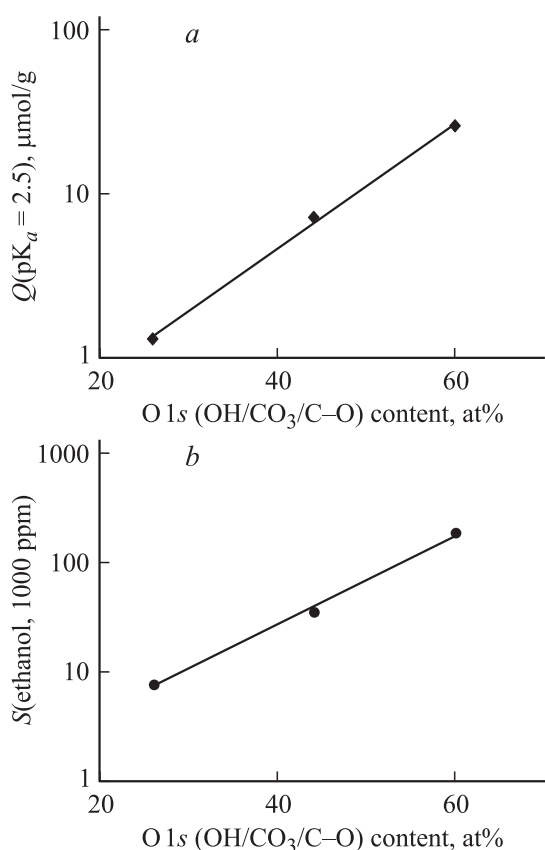 100
a
10
1
Q(pKa = 2.5), μmol/g
20 40 60
O 1s (OH/CO3/C–O) content, at%
1000
b
100
10
1
S(ethanol, 1000 ppm)
20 40 60
O 1s (OH/CO3/C–O) content, at%